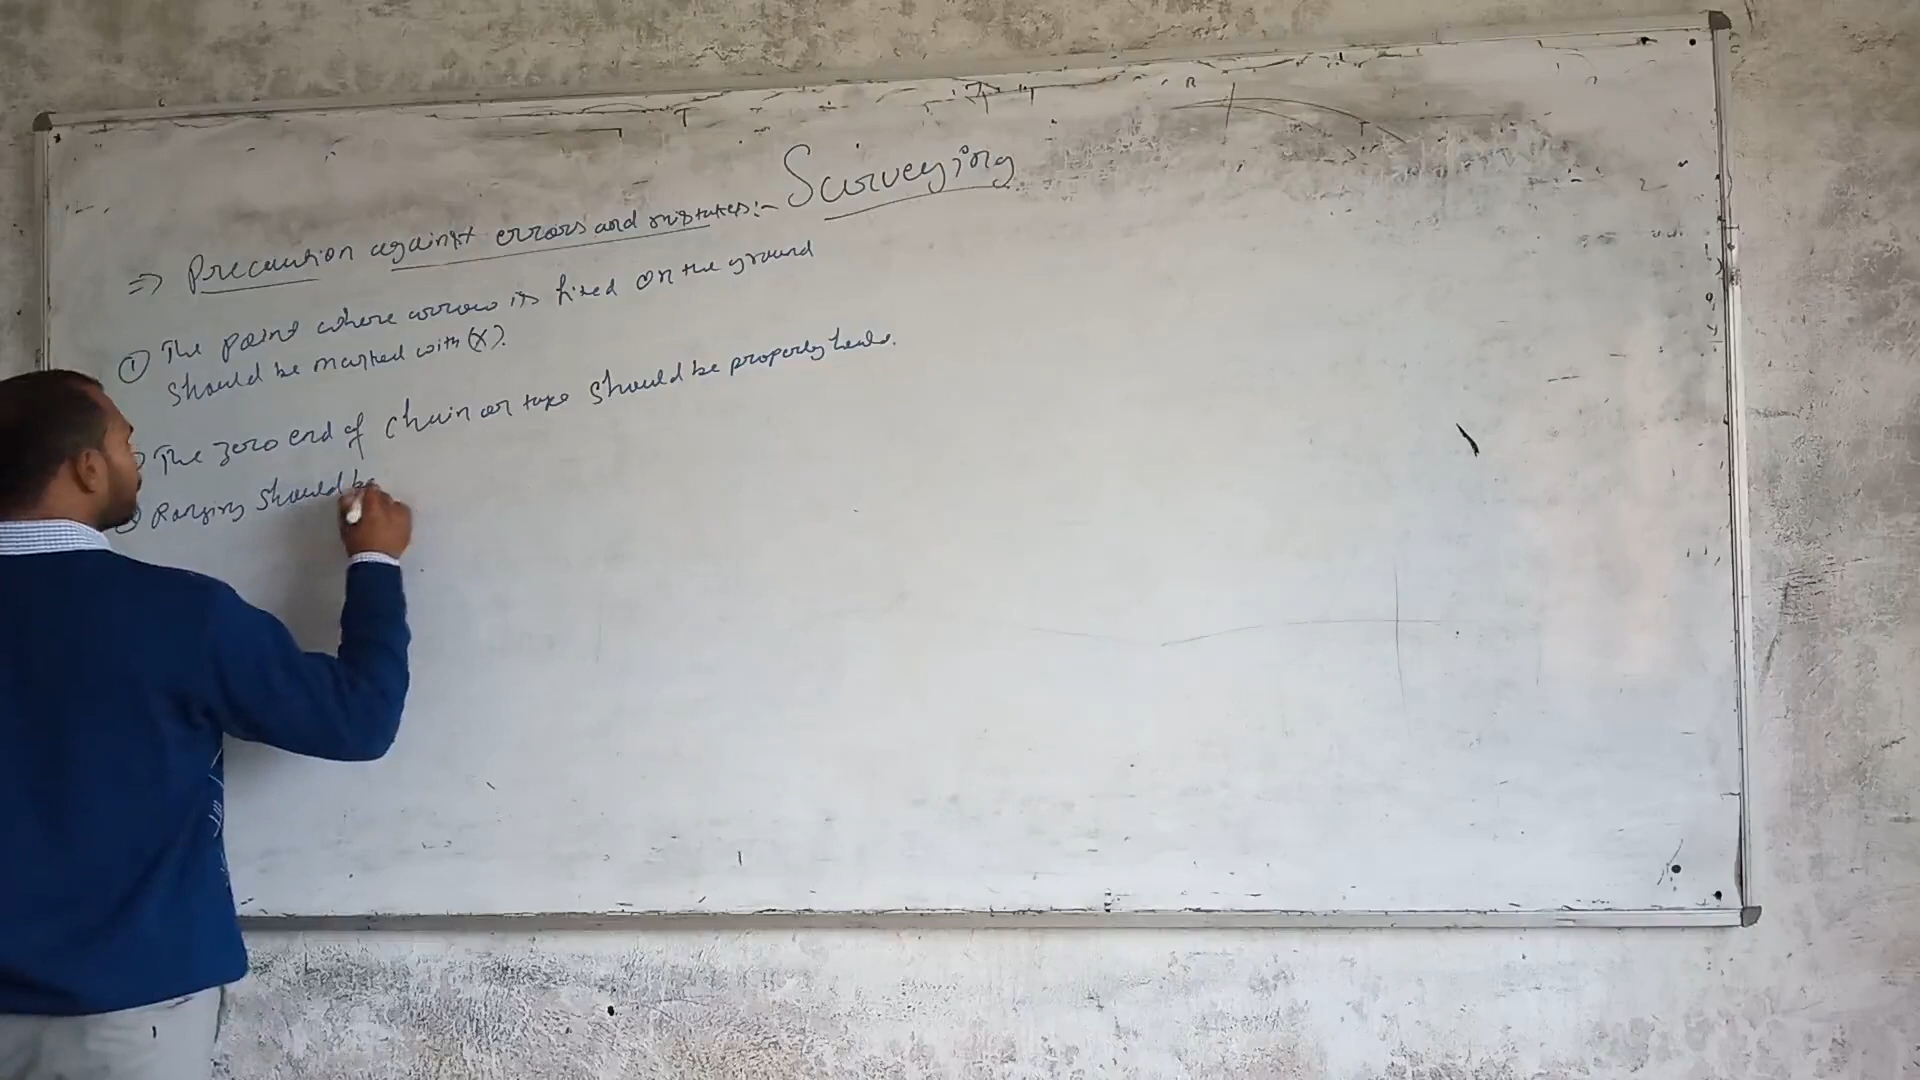 Surveying
⇒ Precaution against errors and mistakes:-
① The point where arrow is fixed on the ground
should be marked with (X).
The zero end of chain or tape should be properly held.
Ranging should be